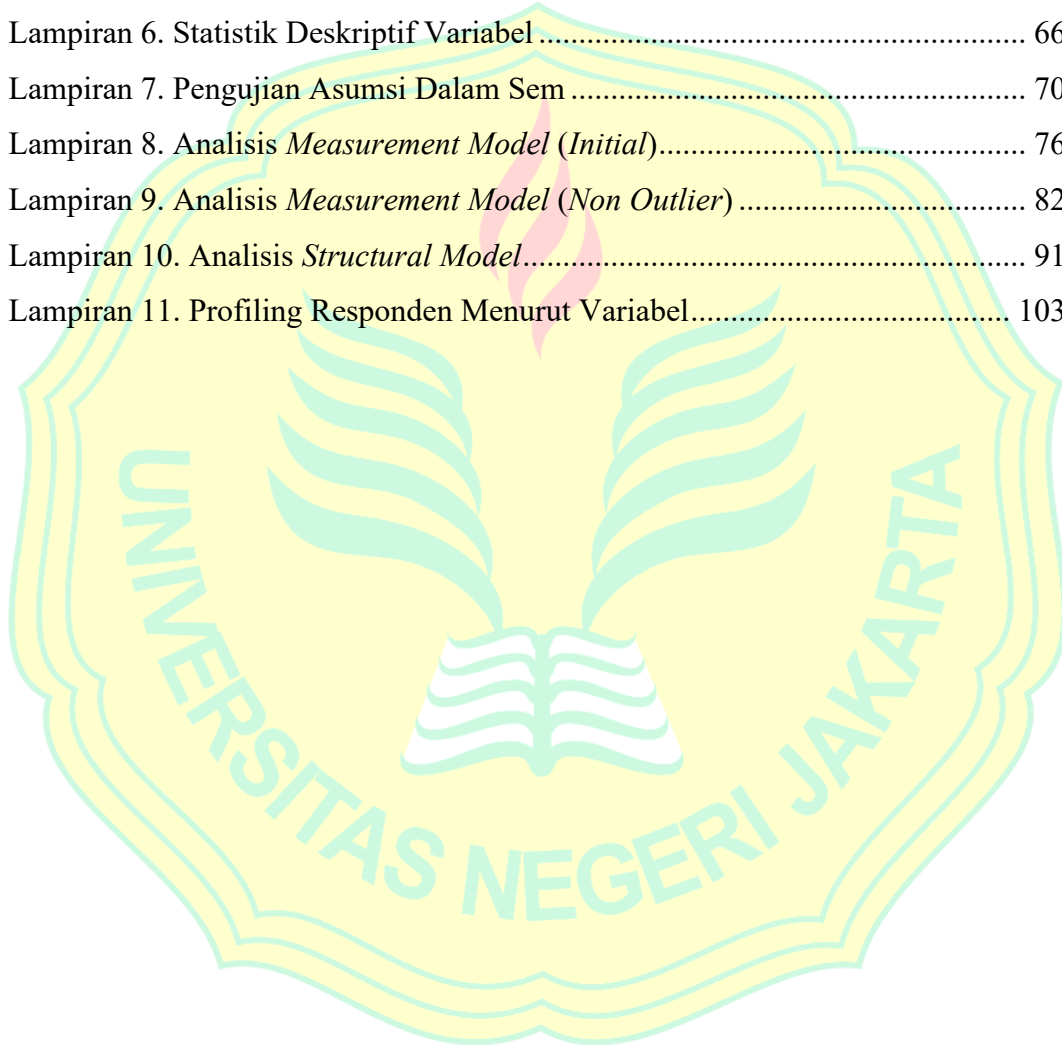 Lampiran 6. Statistik Deskriptif Variabel ............................................................. 66
Lampiran 7. Pengujian Asumsi Dalam Sem ......................................................... 70
Lampiran 8. Analisis Measurement Model (Initial).............................................. 76
Lampiran 9. Analisis Measurement Model (Non Outlier) .................................... 82
Lampiran 10. Analisis Structural Model............................................................... 91
Lampiran 11. Profiling Responden Menurut Variabel........................................ 103
UNIVERSITAS NEGERI JAKARTA